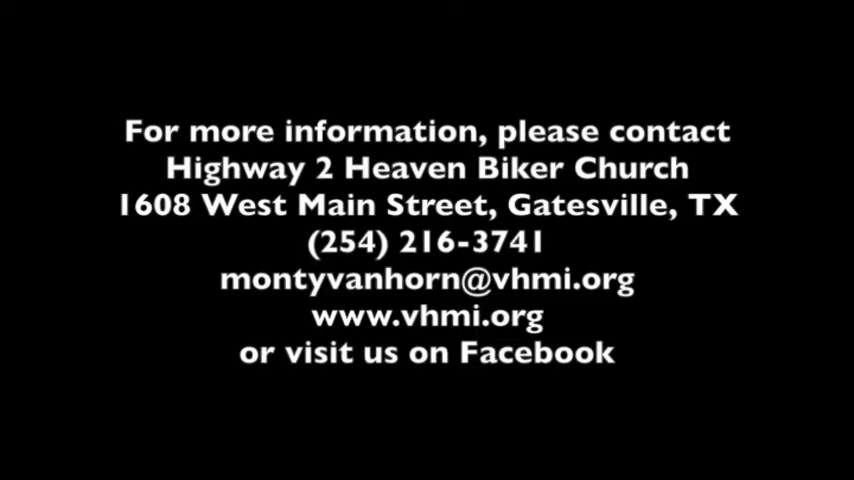 For more information, please contact
Highway 2 Heaven Biker Church
1608 West Main Street, Gatesville, TX
(254) 216-3741
montyvanhorn@vhmi.org
www.vhmi.org
or visit us on Facebook